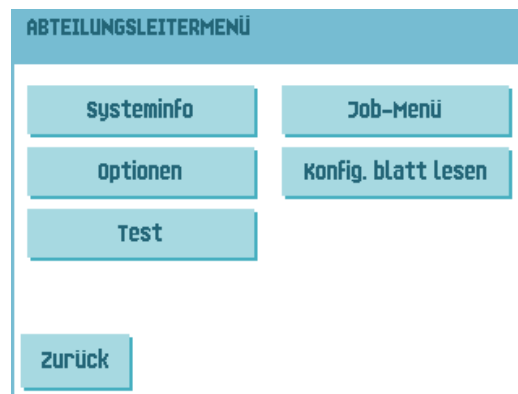 ABTEILUNGSLEITERMENÜ
Systeminfo
Job-Menü
Optionen
Konfig. blatt lesen
Test
Zurück